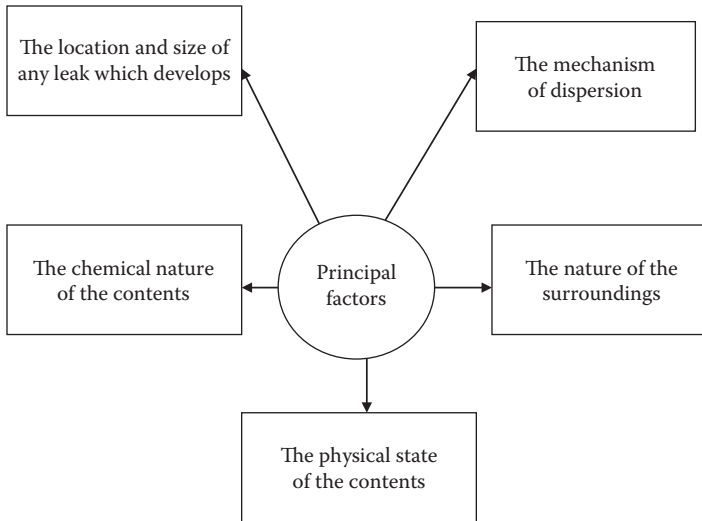 The location and size of
any leak which develops
The mechanism
of dispersion
The chemical nature
of the contents
Principal
factors
The nature of the
surroundings
The physical state
of the contents